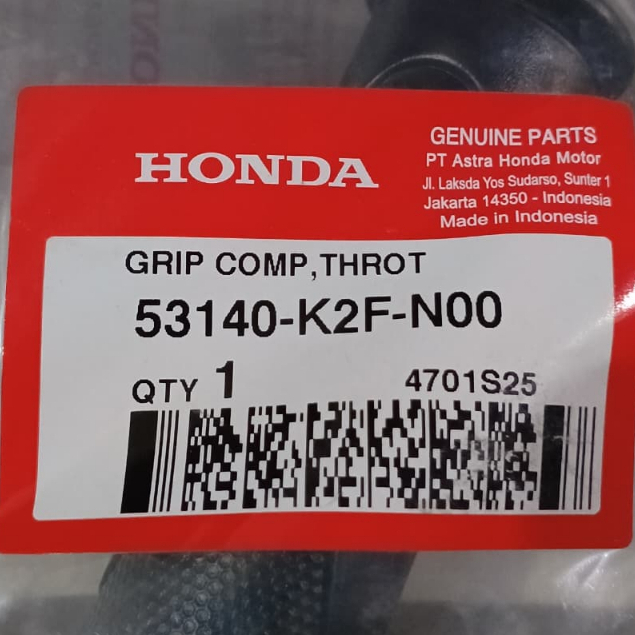 HONDA
GENUINE PARTS
PT Astra Honda Motor
Jl. Laksda Yos Sudarso, Sunter 1
Jakarta 14350 - Indonesia
Made in Indonesia
GRIP COMP,THROT
53140-K2F-N00
QTY 1
4701S25